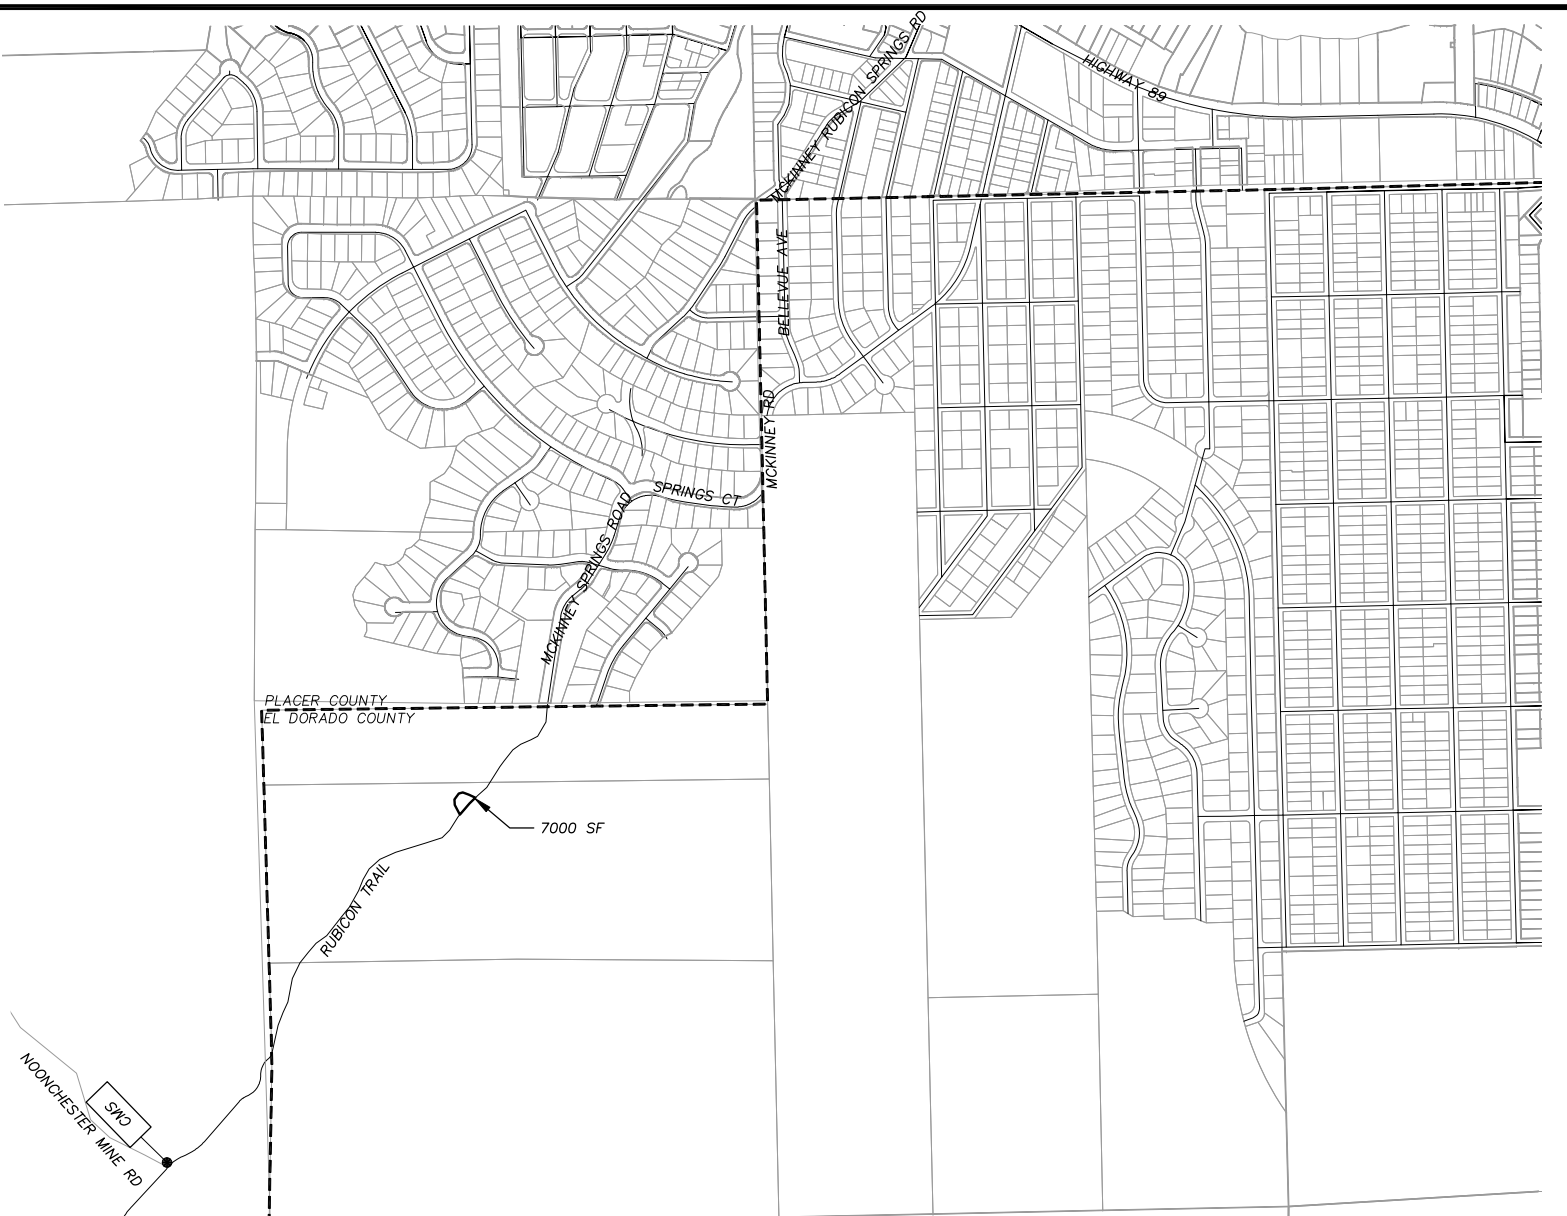 MCKINNEY RUBICON SPRINGS RD
HIGHWAY 89
BELLEVUE AVE
MCKINNEY RD
SPRINGS CT
MCKINNEY SPRINGS ROAD
PLACER COUNTY
EL DORADO COUNTY
7000 SF
RUBICON TRAIL
NOONCHESTER MINE RD
CMS